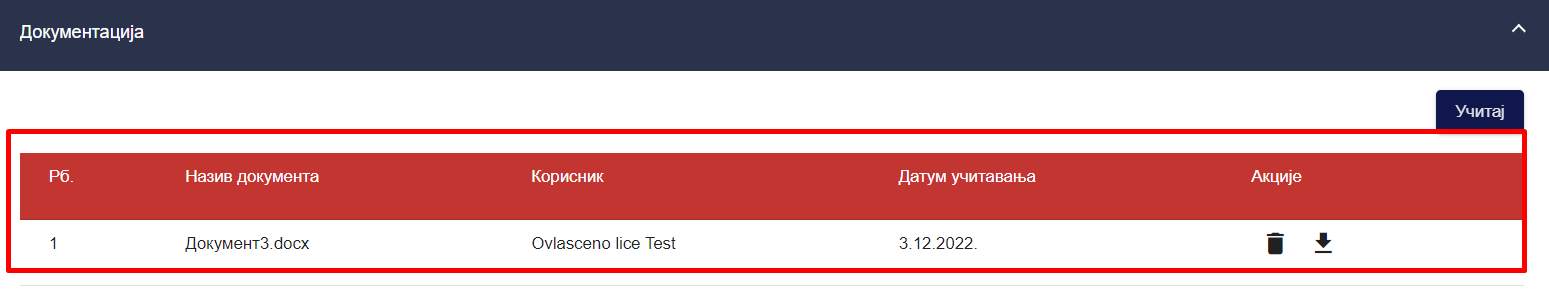 Документација
Учитај
Рб. Назив документа Корисник Датум учитавања Акције
1 Документ3.docx Ovlasceno lice Test 3.12.2022.